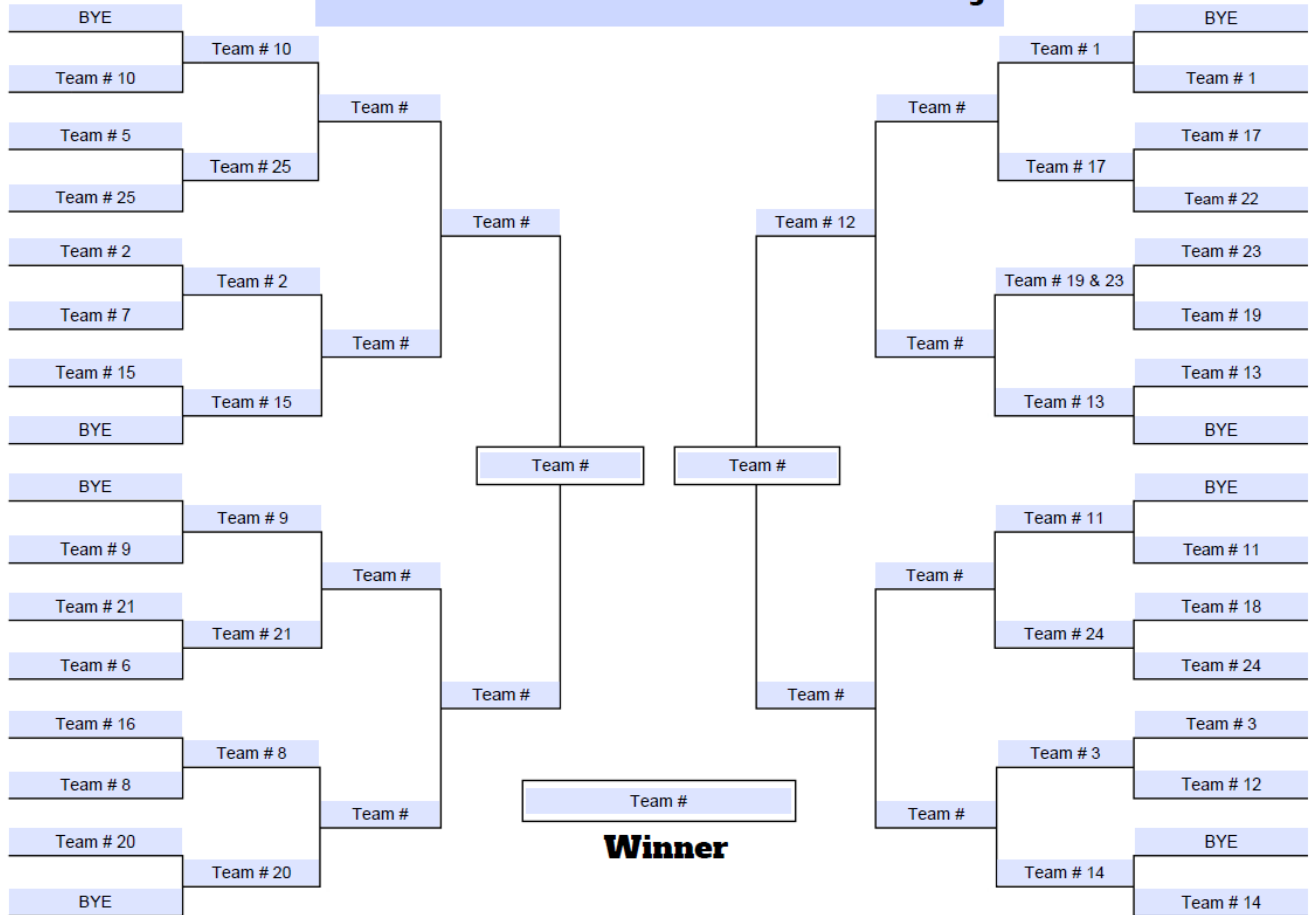 BYE
Team # 10
Team # 5
Team # 25
Team # 2
Team # 7
Team # 15
BYE
BYE
Team # 9
Team # 21
Team # 6
Team # 16
Team # 8
Team # 20
BYE
Team # 10
Team # 25
Team # 2
Team # 15
Team # 9
Team # 21
Team # 8
Team # 20
Team #
Team #
Team #
Team #
Team #
Team #
Team #
Team #
Team #
Winner
Team # 12
Team #
Team #
Team #
Team #
Team #
Team # 1
Team # 17
Team # 19 & 23
Team # 13
Team # 11
Team # 24
Team # 3
Team # 14
BYE
Team # 1
Team # 17
Team # 22
Team # 23
Team # 19
Team # 13
BYE
BYE
Team # 11
Team # 18
Team # 24
Team # 3
Team # 12
BYE
Team # 14